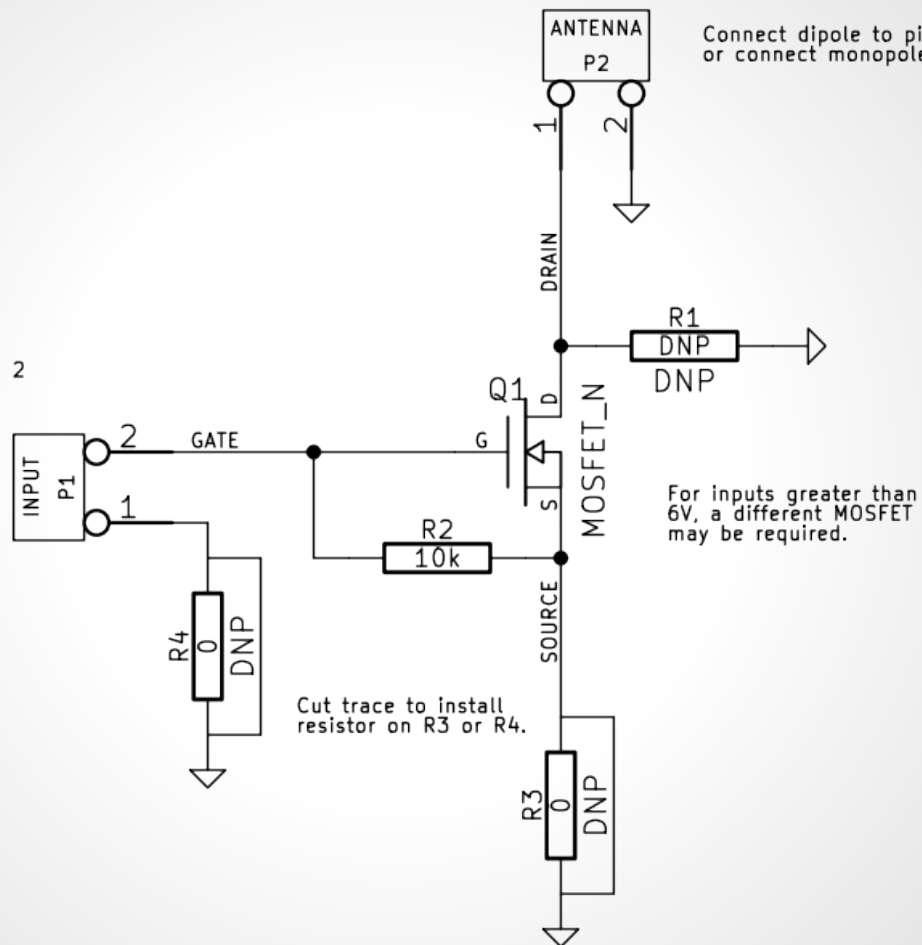 ANTENNA
P2
Connect dipole to
or connect monopole
1
2
DRAIN
R1
DNP
DNP
2
Q1
D
G
S
MOSFET_N
INPUT
P1
2
GATE
1
For inputs greater than
6V, a different MOSFET
may be required.
R2
10k
SOURCE
R4
0
DNP
Cut trace to install
resistor on R3 or R4.
R3
0
DNP